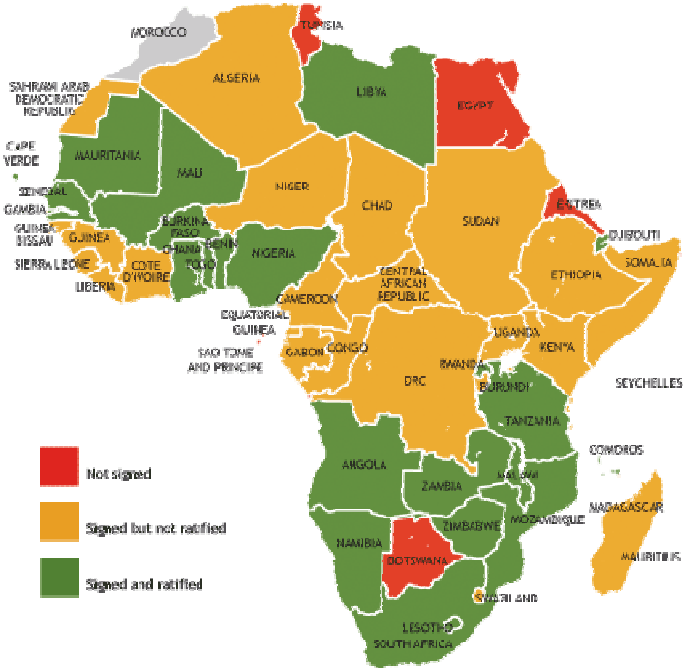 MOROCCO
TUNISIA
ALGERIA
LIBYA
EGYPT
SAHRAWI ARAB
DEMOCRATIC
REPUBLIC
CAPE
VERDE
MAURITANIA
MALI
NIGER
CHAD
SUDAN
ERITREA
SENEGAL
GAMBIA
GUINEA
BISSAU
GUINEA
SIERRA LEONE
LIBERIA
COTE
D'IVOIRE
BURKINA
FASO
GHANA
TOGO
BENIN
NIGERIA
DJIBOUTI
SOMALIA
ETHIOPIA
CENTRAL
AFRICAN
REPUBLIC
CAMEROON
EQUATORIAL
GUINEA
SAO TOME
AND PRINCIPE
GABON
CONGO
DRC
UGANDA
KENYA
RWANDA
BURUNDI
TANZANIA
SEYCHELLES
COMOROS
ANGOLA
ZAMBIA
MALAWI
MOZAMBIQUE
MADAGASCAR
MAURITIUS
ZIMBABWE
NAMIBIA
BOTSWANA
SWAZILAND
LESOTHO
SOUTH AFRICA
Not signed
Signed but not ratified
Signed and ratified